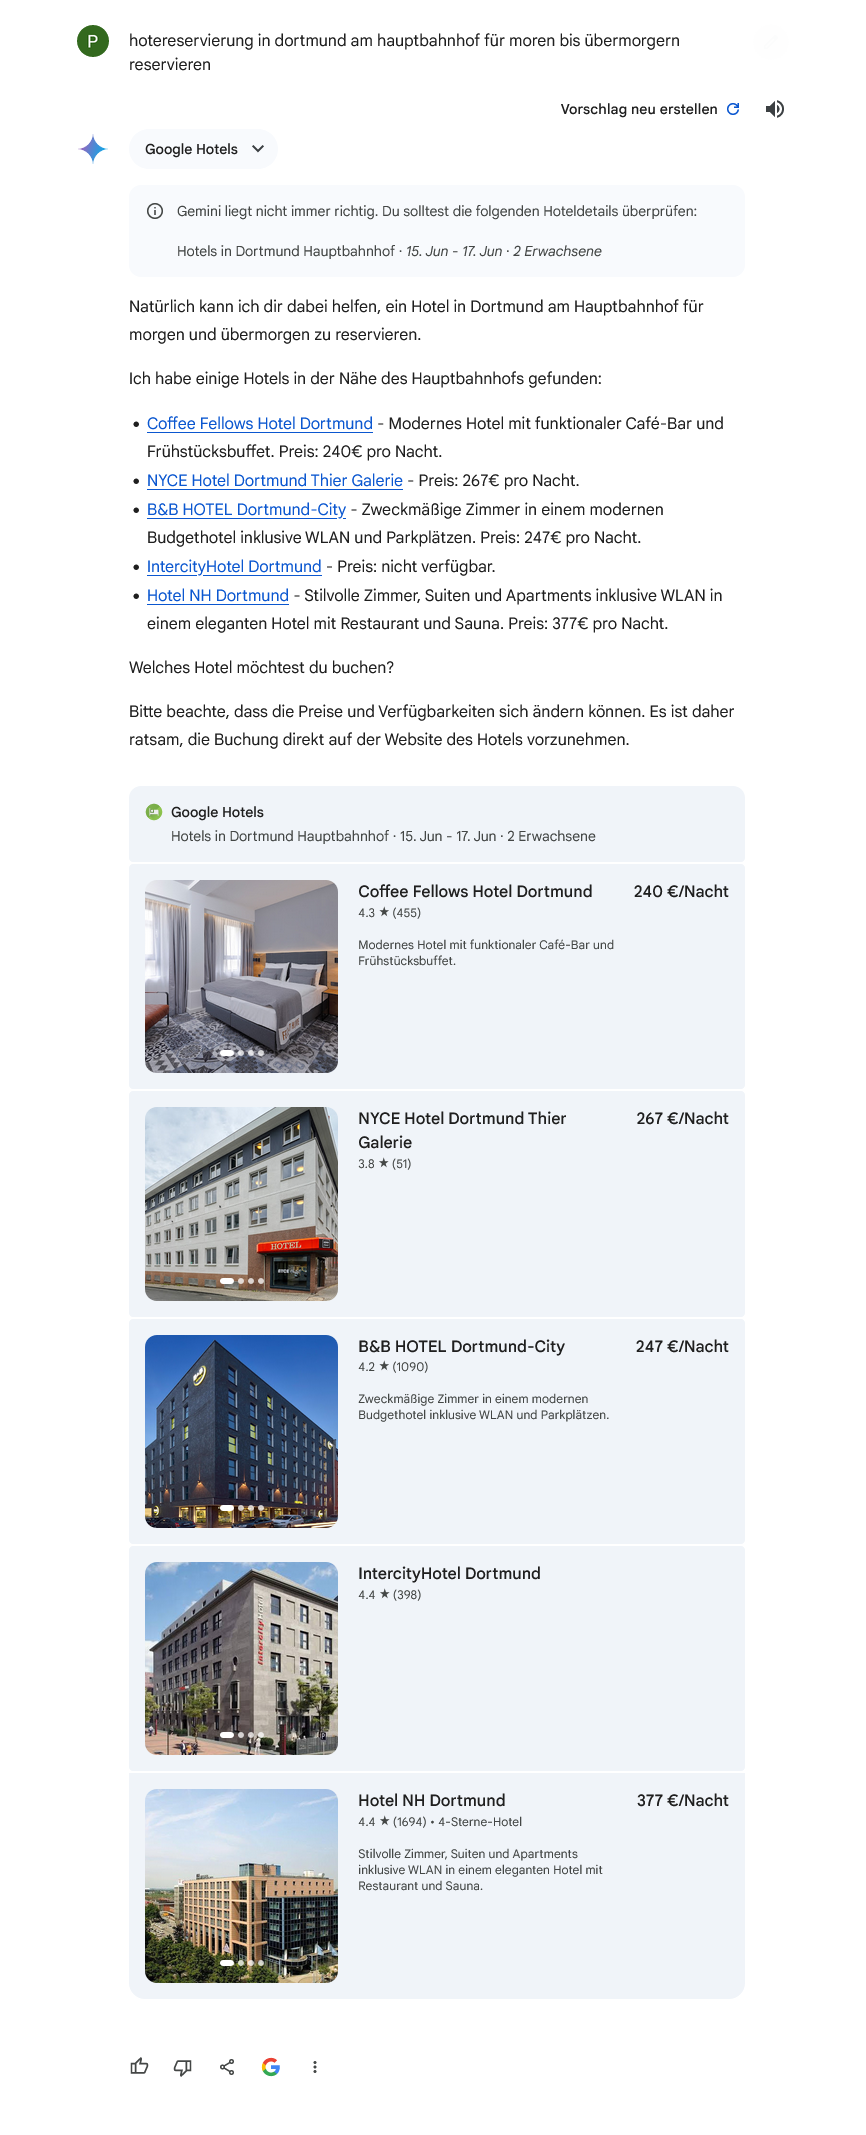 P
hotereservierung in dortmund am hauptbahnhof für moren bis übermorgern
reservieren
Vorschlag neu erstellen
Google Hotels
Gemini liegt nicht immer richtig. Du solltest die folgenden Hoteldetails überprüfen:
Hotels in Dortmund Hauptbahnhof · 15. Jun - 17. Jun · 2 Erwachsene
Natürlich kann ich dir dabei helfen, ein Hotel in Dortmund am Hauptbahnhof für
morgen und übermorgen zu reservieren.
Ich habe einige Hotels in der Nähe des Hauptbahnhofs gefunden:
• Coffee Fellows Hotel Dortmund - Modernes Hotel mit funktionaler Café-Bar und
Frühstücksbuffet. Preis: 240€ pro Nacht.
• NYCE Hotel Dortmund Thier Galerie - Preis: 267€ pro Nacht.
• B&B HOTEL Dortmund-City - Zweckmäßige Zimmer in einem modernen
Budgethotel inklusive WLAN und Parkplätzen. Preis: 247€ pro Nacht.
• IntercityHotel Dortmund - Preis: nicht verfügbar.
• Hotel NH Dortmund - Stilvolle Zimmer, Suiten und Apartments inklusive WLAN in
einem eleganten Hotel mit Restaurant und Sauna. Preis: 377€ pro Nacht.
Welches Hotel möchtest du buchen?
Bitte beachte, dass die Preise und Verfügbarkeiten sich ändern können. Es ist daher
ratsam, die Buchung direkt auf der Website des Hotels vorzunehmen.
Google Hotels
Hotels in Dortmund Hauptbahnhof · 15. Jun - 17. Jun · 2 Erwachsene
Coffee Fellows Hotel Dortmund 240 €/Nacht
4.3 ★ (455)
Modernes Hotel mit funktionaler Café-Bar und
Frühstücksbuffet.
NYCE Hotel Dortmund Thier 267 €/Nacht
Galerie
3.8 ★ (51)
HOTEL
B&B HOTEL Dortmund-City 247 €/Nacht
4.2 ★ (1090)
Zweckmäßige Zimmer in einem modernen
Budgethotel inklusive WLAN und Parkplätzen.
IntercityHotel Dortmund
4.4 ★ (398)
IntercityHotel
Hotel NH Dortmund 377 €/Nacht
4.4 ★ (1694) • 4-Sterne-Hotel
Stilvolle Zimmer, Suiten und Apartments
inklusive WLAN in einem eleganten Hotel mit
Restaurant und Sauna.